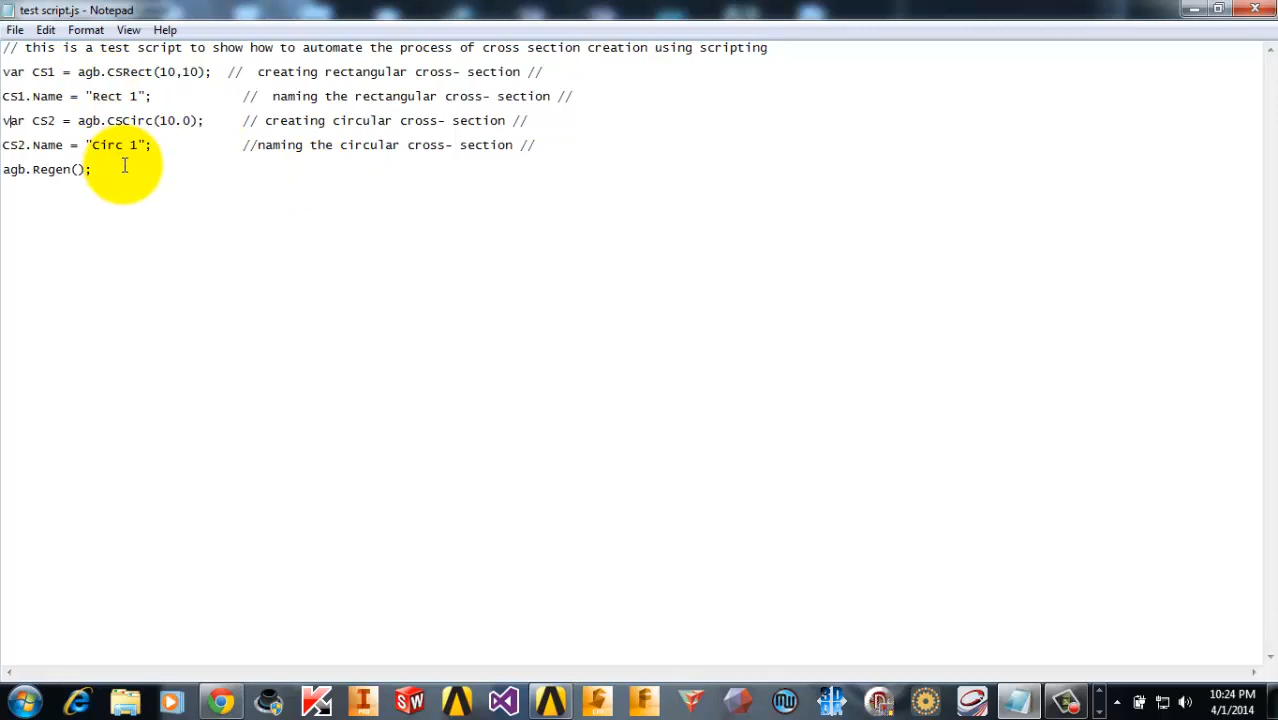 test script.js - Notepad
File Edit Format View Help
// this is a test script to show how to automate the process of cross section creation using scripting
var CS1 = agb.CSRect(10,10); // creating rectangular cross- section //
CS1.Name = "Rect 1"; // naming the rectangular cross- section //
var CS2 = agb.CSCirc(10.0); // creating circular cross- section //
CS2.Name = "Circ 1"; //naming the circular cross- section //
agb.Regen();
10:24 PM
4/1/2014